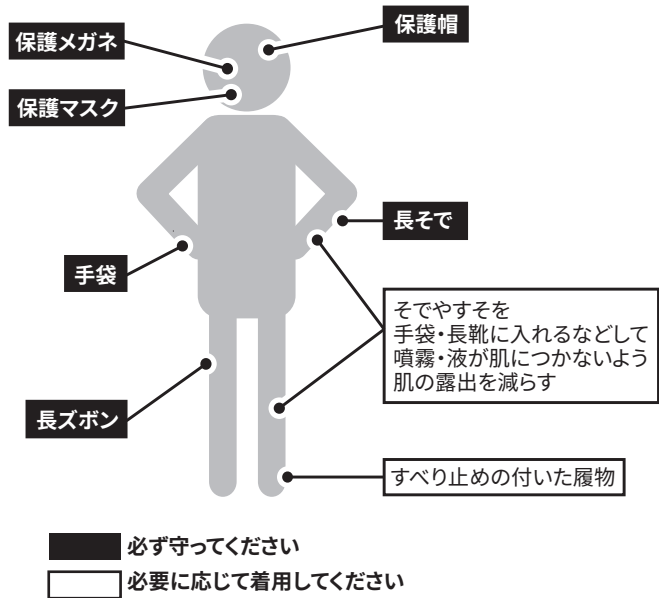 保護帽
保護メガネ
保護マスク
長そで
手袋
そでやすそを
手袋・長靴に入れるなどして
噴霧・液が肌につかないよう
肌の露出を減らす
長ズボン
すべり止めの付いた履物
必ず守ってください
必要に応じて着用してください